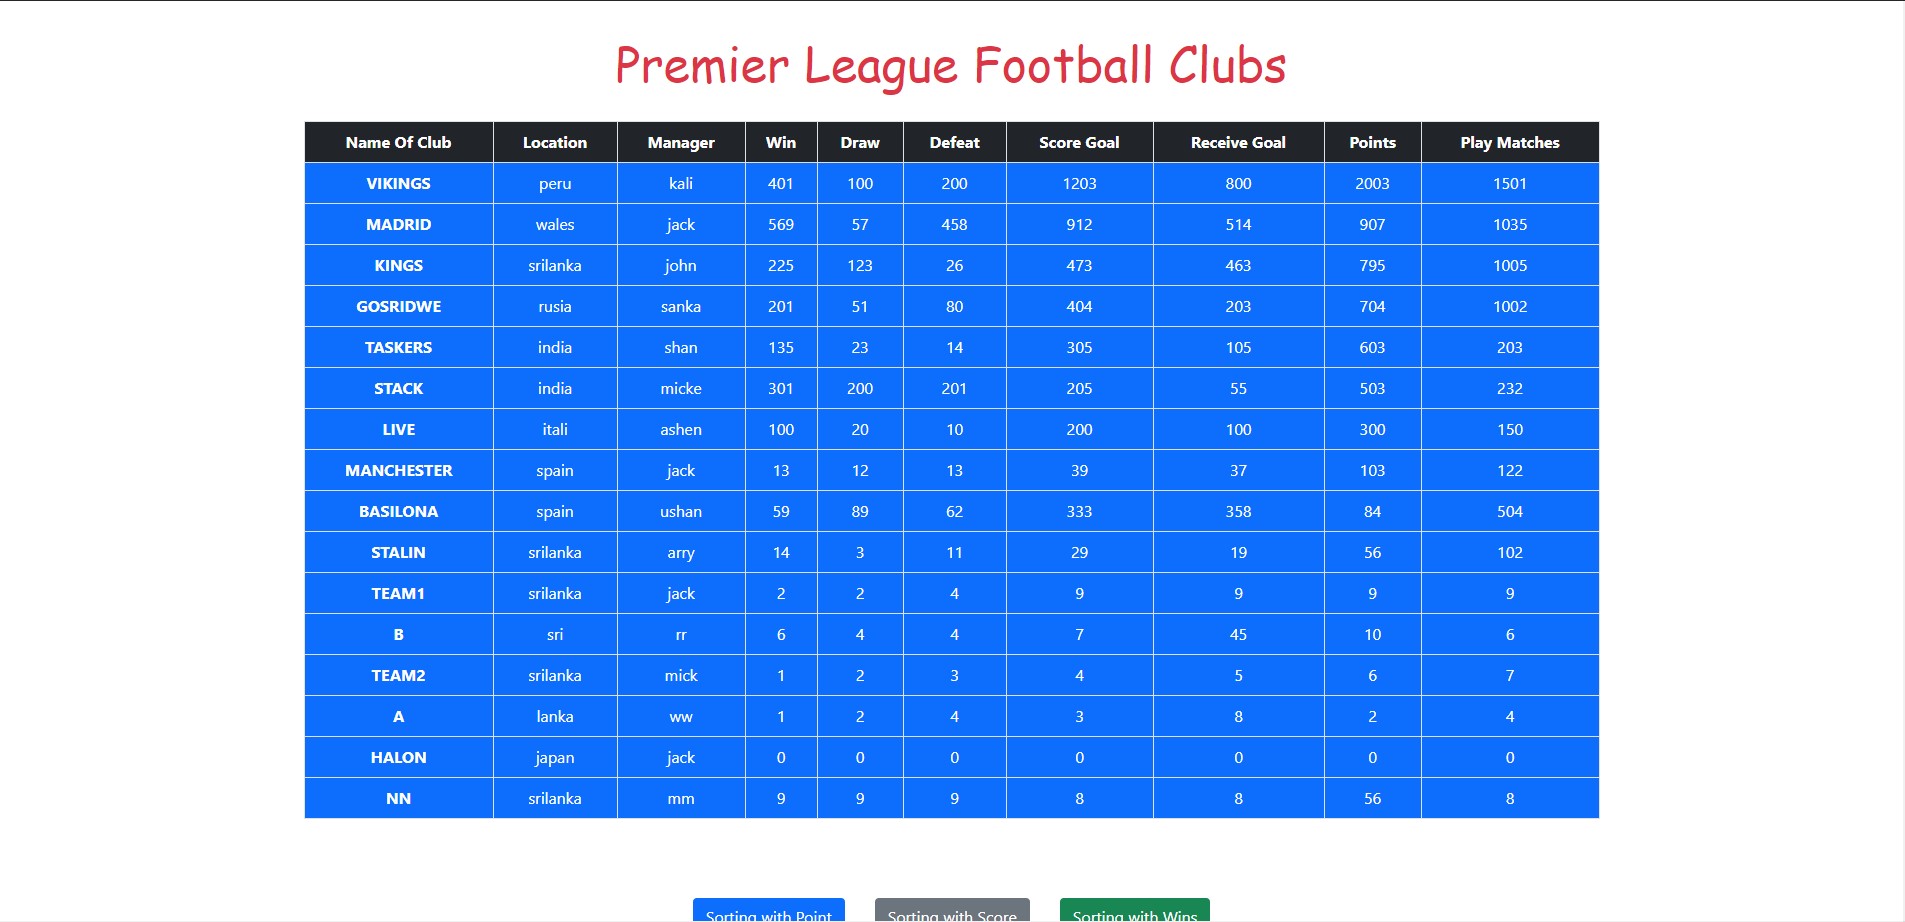 Premier League Football Clubs
Name Of Club Location Manager Win Draw Defeat Score Goal Receive Goal Points Play Matches
VIKINGS peru kali 401 100 200 1203 800 2003 1501
MADRID wales jack 569 57 458 912 514 907 1035
KINGS srilanka john 225 123 26 473 463 795 1005
GOSRIDWE rusia sanka 201 51 80 404 203 704 1002
TASKERS india shan 135 23 14 305 105 603 203
STACK india micke 301 200 201 205 55 503 232
LIVE itali ashen 100 20 10 200 100 300 150
MANCHESTER spain jack 13 12 13 39 37 103 122
BASILONA spain ushan 59 89 62 333 358 84 504
STALIN srilanka arry 14 3 11 29 19 56 102
TEAM1 srilanka jack 2 2 4 9 9 9 9
B sri rr 6 4 4 7 45 10 6
TEAM2 srilanka mick 1 2 3 4 5 6 7
A lanka ww 1 2 4 3 8 2 4
HALON japan jack 0 0 0 0 0 0 0
NN srilanka mm 9 9 9 8 8 56 8
Sorting with Point Sorting with Score Sorting with Wins